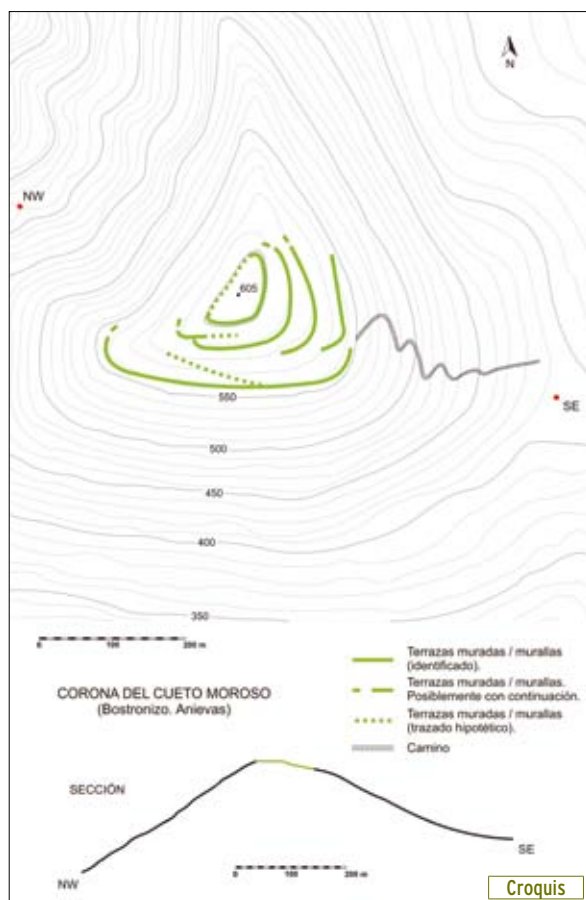 N
NW
605
550
SE
500
450
400
350
0 100 200 m
Terrazas muradas / murallas
(identificado).
Terrazas muradas / murallas.
Posiblemente con continuación.
Terrazas muradas / murallas
(trazado hipotético).
Camino
CORONA DEL CUETO MOROSO
(Bostronizo. Anievas)
SECCIÓN
NW
SE
0 100 200 m
Croquis